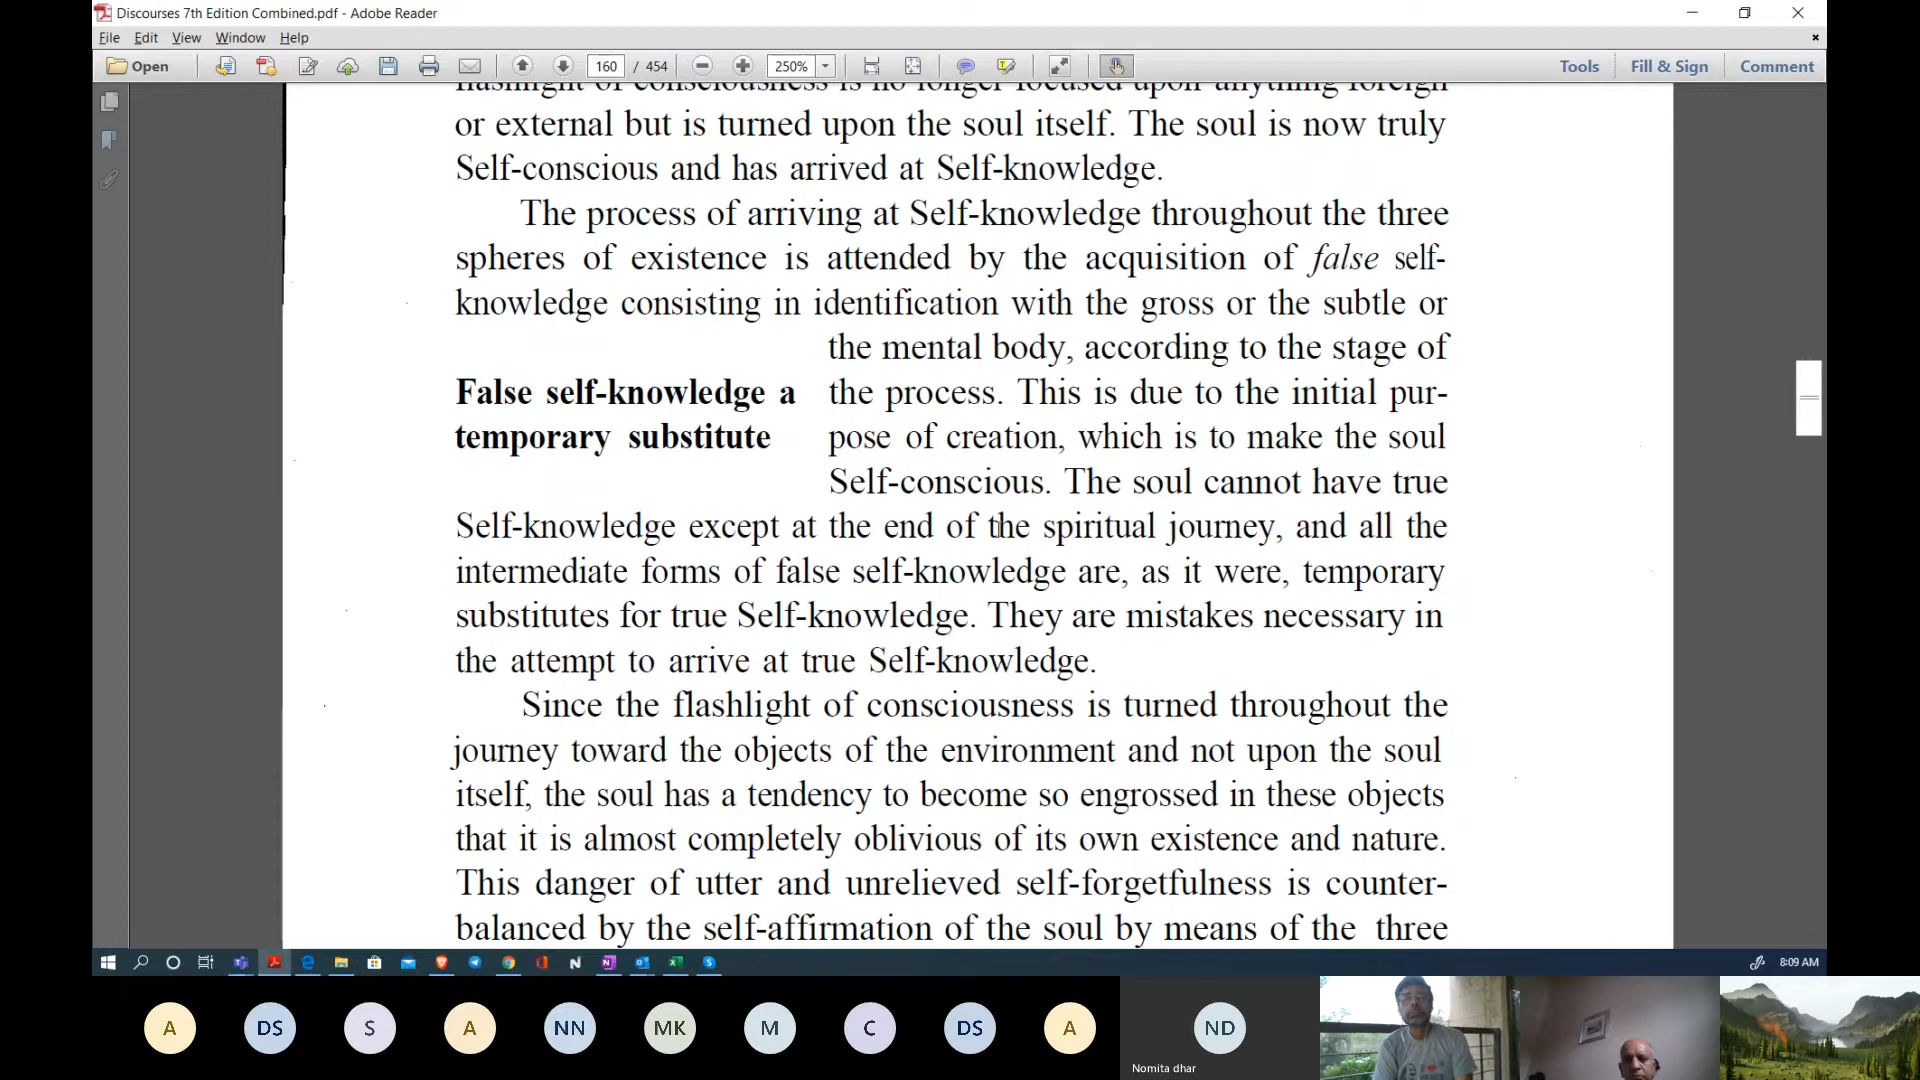 Discourses 7th Edition Combined.pdf - Adobe Reader
File Edit View Window Help
Open 160 / 454 250% Tools Fill & Sign Comment
flashlight of consciousness is no longer focused upon anything foreign
or external but is turned upon the soul itself. The soul is now truly
Self-conscious and has arrived at Self-knowledge.
The process of arriving at Self-knowledge throughout the three
spheres of existence is attended by the acquisition of false self-
knowledge consisting in identification with the gross or the subtle or
the mental body, according to the stage of
False self-knowledge a the process. This is due to the initial pur-
temporary substitute pose of creation, which is to make the soul
Self-conscious. The soul cannot have true
Self-knowledge except at the end of the spiritual journey, and all the
intermediate forms of false self-knowledge are, as it were, temporary
substitutes for true Self-knowledge. They are mistakes necessary in
the attempt to arrive at true Self-knowledge.
Since the flashlight of consciousness is turned throughout the
journey toward the objects of the environment and not upon the soul
itself, the soul has a tendency to become so engrossed in these objects
that it is almost completely oblivious of its own existence and nature.
This danger of utter and unrelieved self-forgetfulness is counter-
balanced by the self-affirmation of the soul by means of the three
8:09 AM
A DS S A NN MK M C DS A ND
Nomita dhar